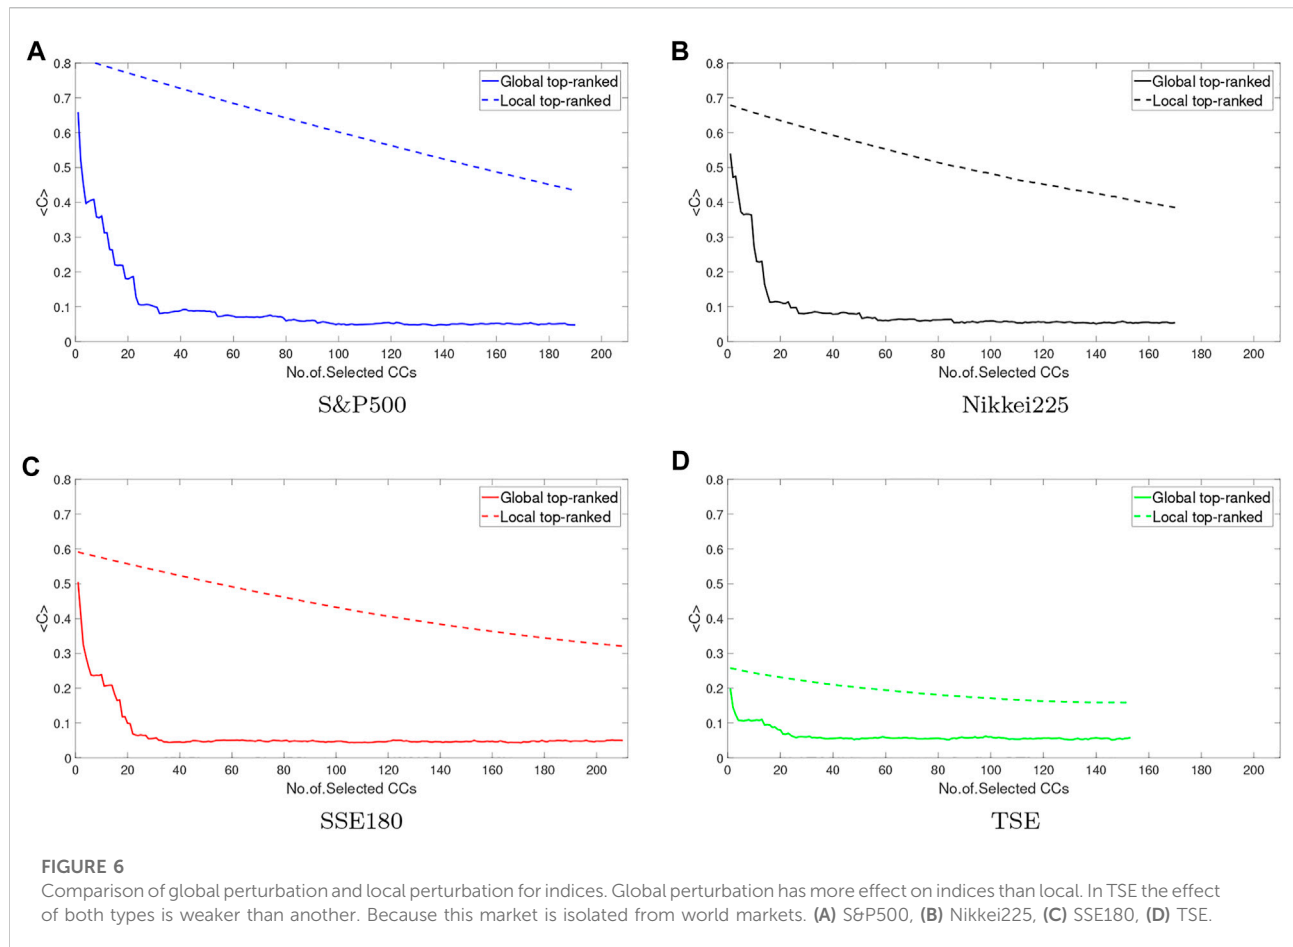 A
0.8
0.7
0.6
0.5
0.4
0.3
0.2
0.1
0
<C>
Global top-ranked
Local top-ranked
0 20 40 60 80 100 120 140 160 180 200
No.of.Selected CCs
S&P500
B
0.8
0.7
0.6
0.5
0.4
0.3
0.2
0.1
0
<C>
Global top-ranked
Local top-ranked
0 20 40 60 80 100 120 140 160 180 200
No.of.Selected CCs
Nikkei225
C
0.8
0.7
0.6
0.5
0.4
0.3
0.2
0.1
0
<C>
Global top-ranked
Local top-ranked
0 20 40 60 80 100 120 140 160 180 200
No.of.Selected CCs
SSE180
D
0.8
0.7
0.6
0.5
0.4
0.3
0.2
0.1
0
<C>
Global top-ranked
Local top-ranked
0 20 40 60 80 100 120 140 160 180 200
No.of.Selected CCs
TSE
FIGURE 6
Comparison of global perturbation and local perturbation for indices. Global perturbation has more effect on indices than local. In TSE the effect
of both types is weaker than another. Because this market is isolated from world markets. (A) S&P500, (B) Nikkei225, (C) SSE180, (D) TSE.